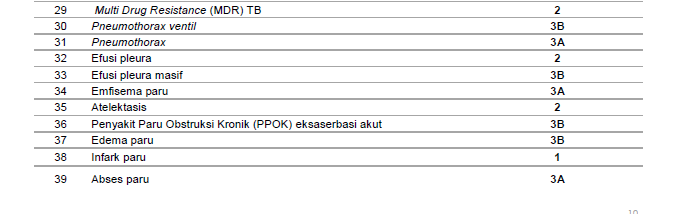 29 Multi Drug Resistance (MDR) TB 2
30 Pneumothorax ventil 3B
31 Pneumothorax 3A
32 Efusi pleura 2
33 Efusi pleura masif 3B
34 Emfisema paru 3A
35 Atelektasis 2
36 Penyakit Paru Obstruksi Kronik (PPOK) eksaserbasi akut 3B
37 Edema paru 3B
38 Infark paru 1
39 Abses paru 3A